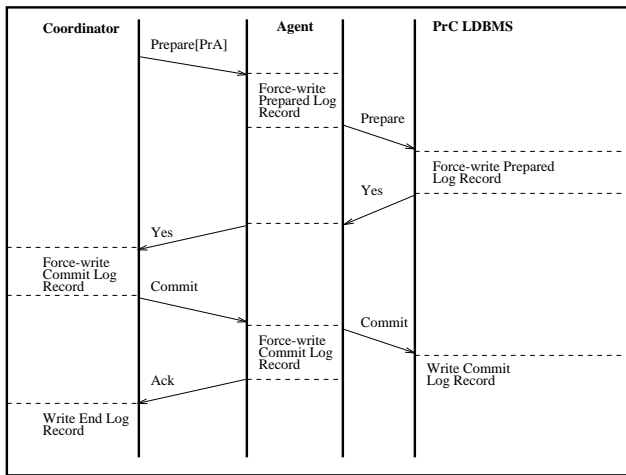 Coordinator
Agent
PrC LDBMS
Prepare[PrA]
Force-write
Prepared Log
Record
Prepare
Force-write Prepared
Log Record
Yes
Yes
Force-write
Commit Log
Record
Commit
Commit
Force-write
Commit Log
Record
Write Commit
Log Record
Ack
Write End Log
Record